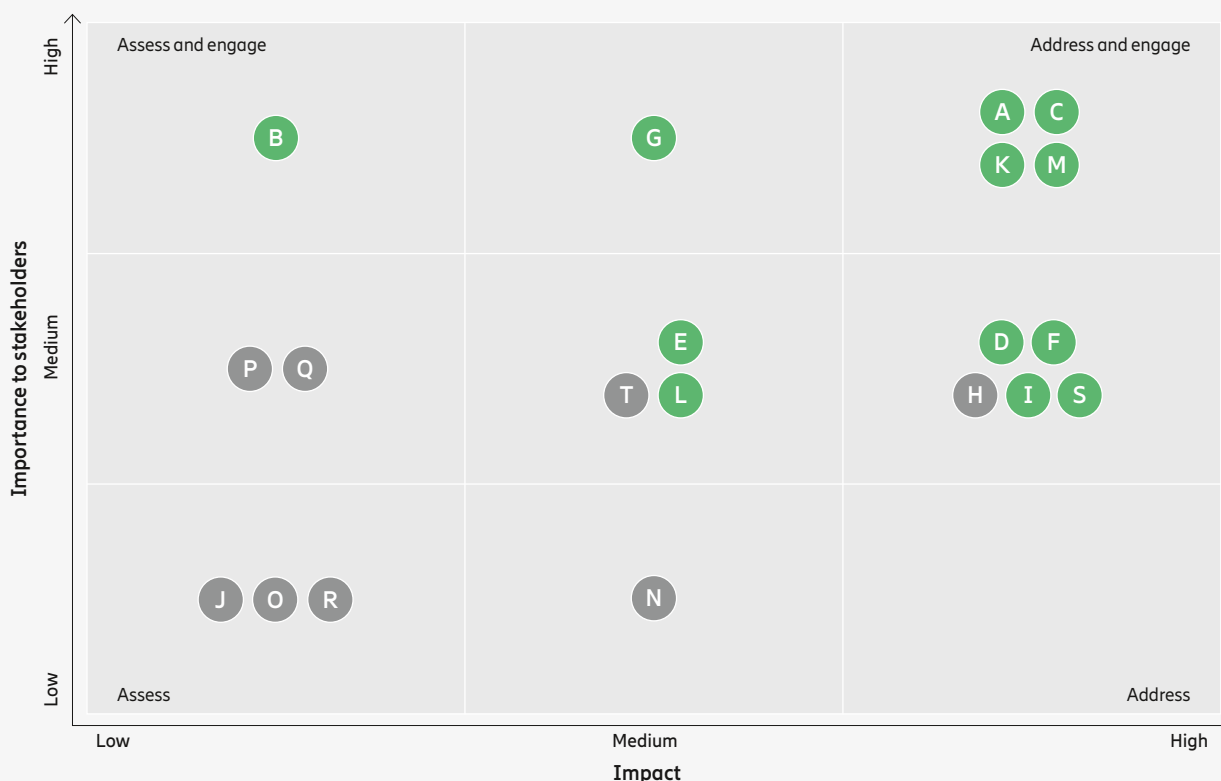 High
Assess and engage
Address and engage
A C
B
G
K M
Importance to stakeholders
Medium
E
D F
P Q
T L
H I S
J O R
N
Low
Assess
Address
Low
Medium
High
Impact